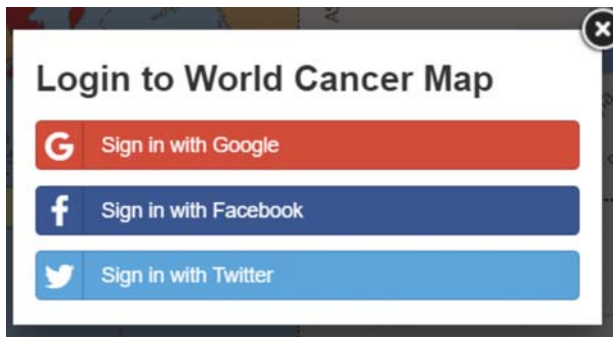 Login to World Cancer Map
Sign in with Google
Sign in with Facebook
Sign in with Twitter